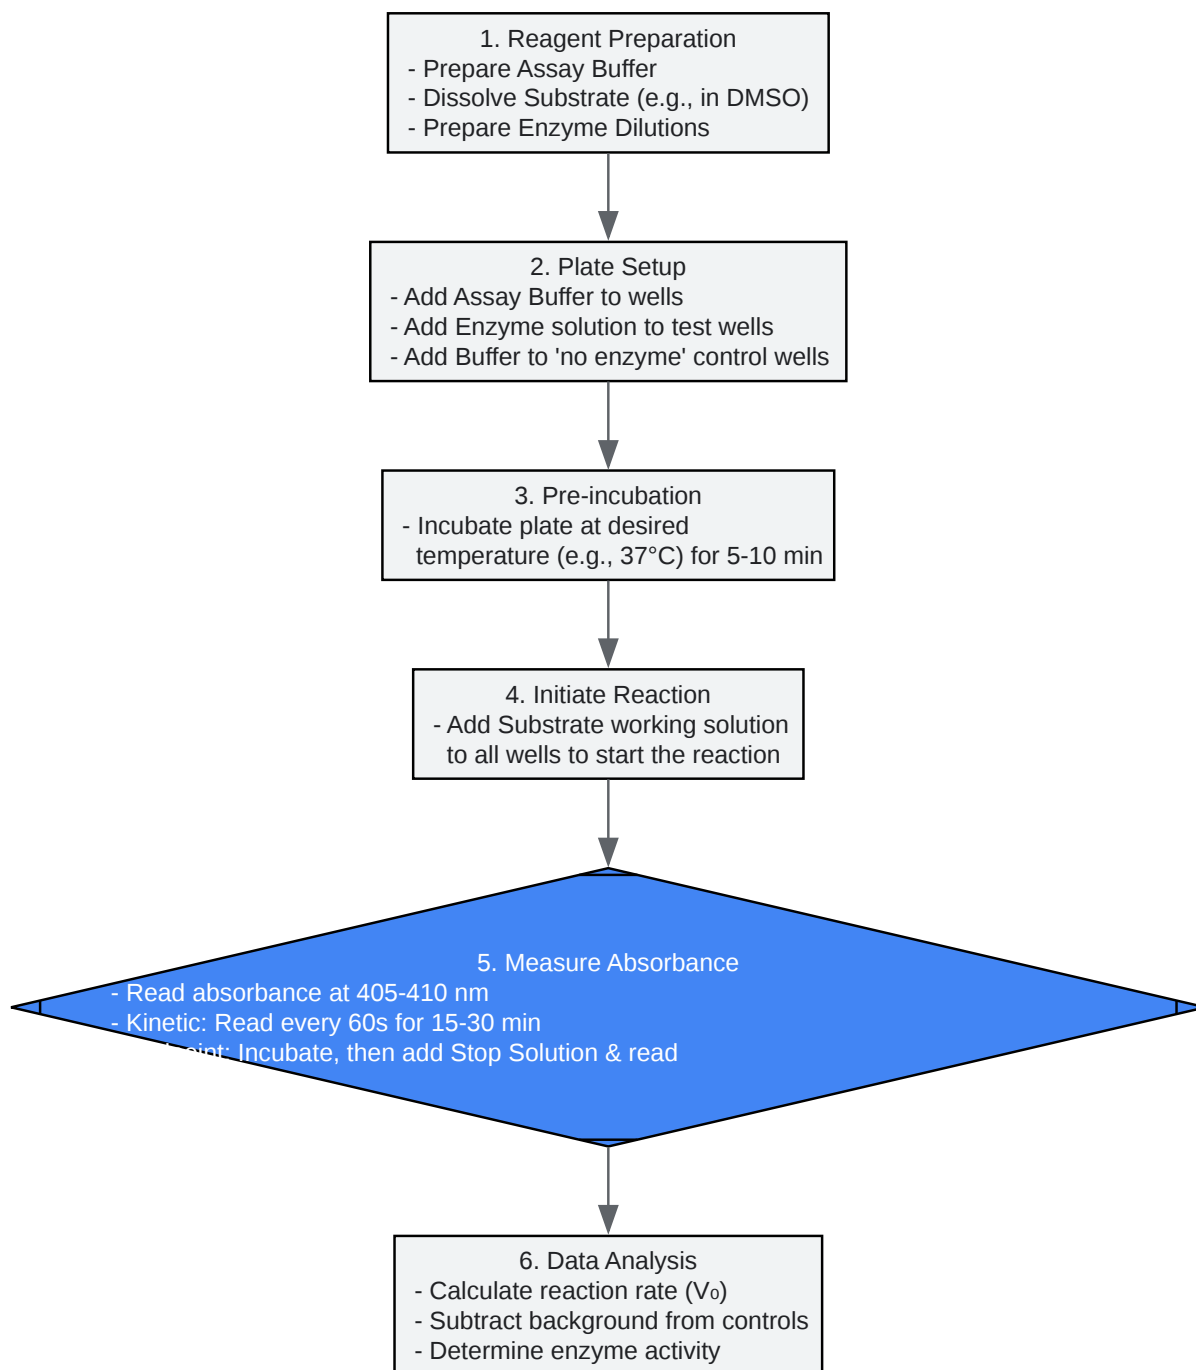 1. Reagent Preparation
- Prepare Assay Buffer
- Dissolve Substrate (e.g., in DMSO)
- Prepare Enzyme Dilutions
2. Plate Setup
- Add Assay Buffer to wells
- Add Enzyme solution to test wells
- Add Buffer to 'no enzyme' control wells
3. Pre-incubation
- Incubate plate at desired
temperature (e.g., 37°C) for 5-10 min
4. Initiate Reaction
- Add Substrate working solution
to all wells to start the reaction
5. Measure Absorbance
- Read absorbance at 405-410 nm
- Kinetic: Read every 60s for 15-30 min
Incubate, then add Stop Solution & read
6. Data Analysis
- Calculate reaction rate (V₀)
- Subtract background from controls
- Determine enzyme activity